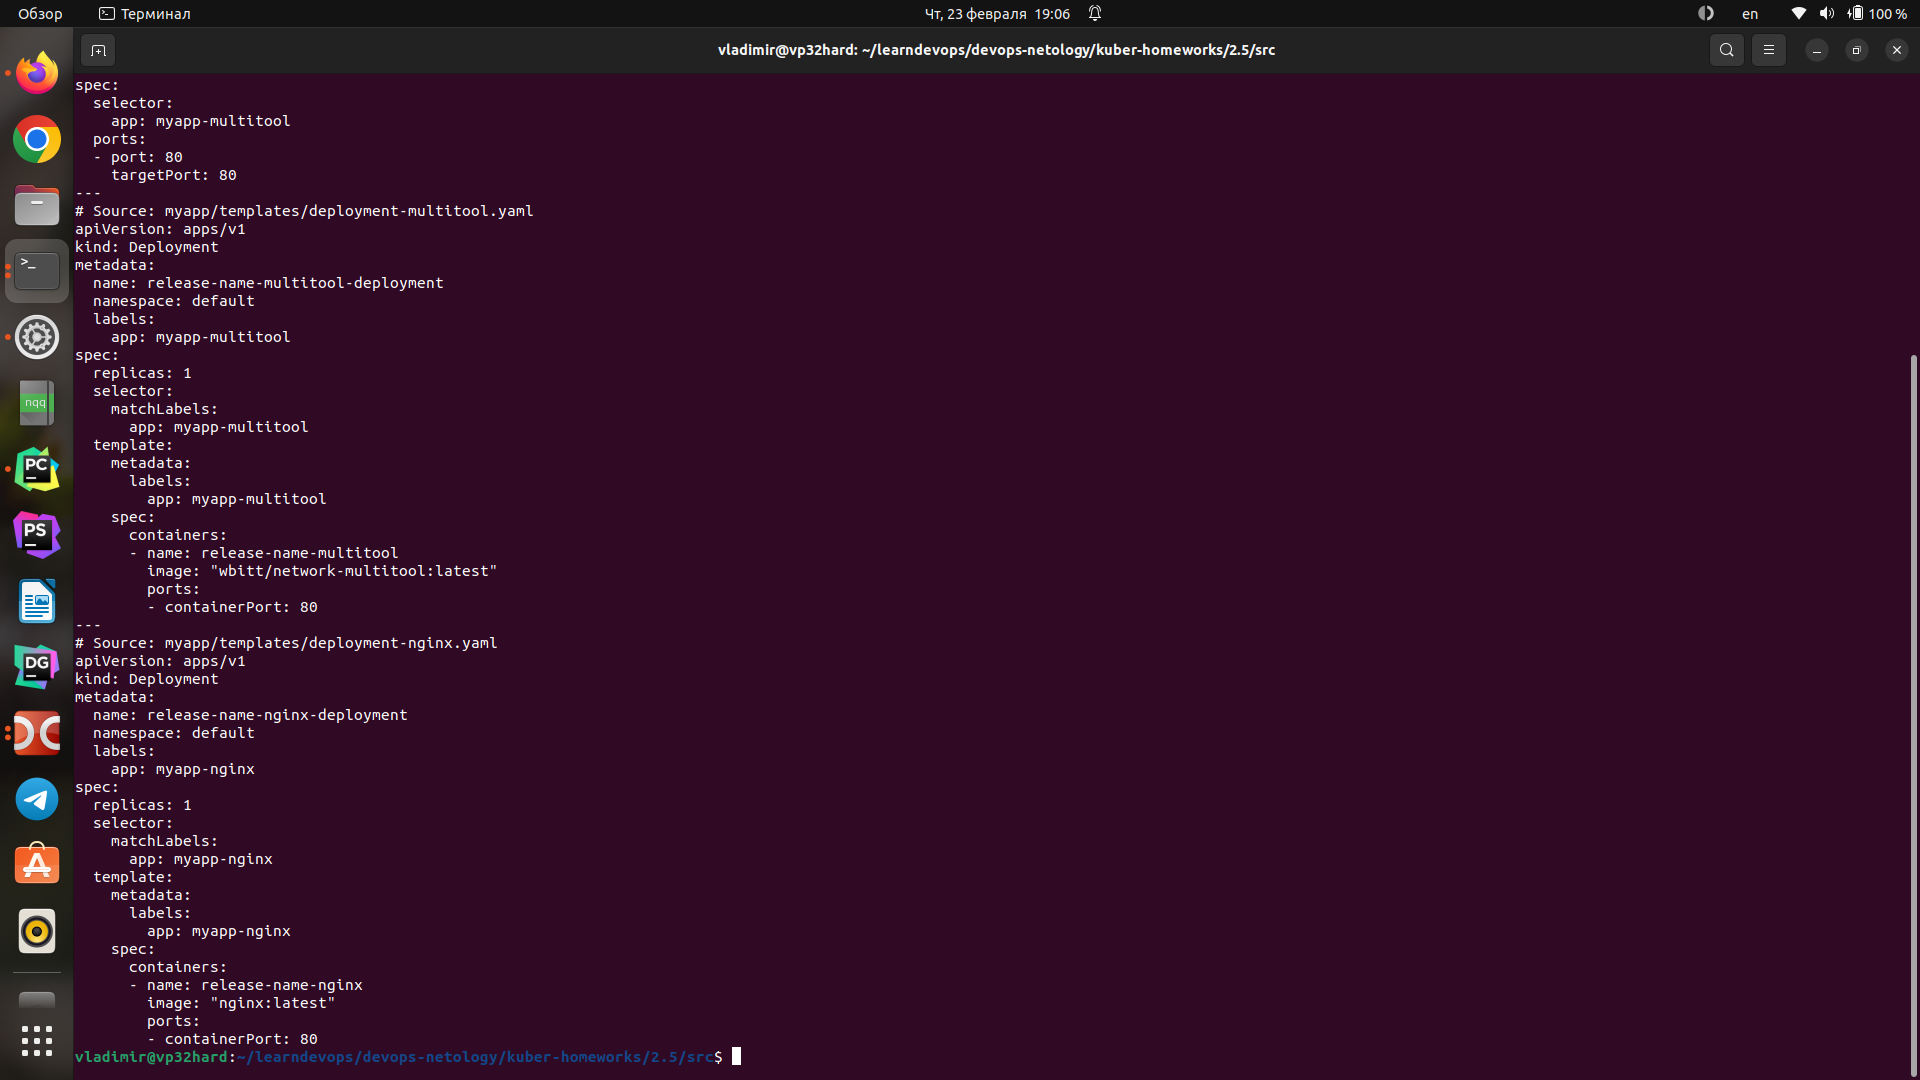 Обзор
Терминал
Чт, 23 февраля 19:06
en
100 %
vladimir@vp32hard: ~/learndevops/devops-netology/kuber-homeworks/2.5/src
spec:
  selector:
    app: myapp-multitool
  ports:
  - port: 80
    targetPort: 80
---
# Source: myapp/templates/deployment-multitool.yaml
apiVersion: apps/v1
kind: Deployment
metadata:
  name: release-name-multitool-deployment
  namespace: default
  labels:
    app: myapp-multitool
spec:
  replicas: 1
  selector:
    matchLabels:
      app: myapp-multitool
  template:
    metadata:
      labels:
        app: myapp-multitool
    spec:
      containers:
      - name: release-name-multitool
        image: "wbitt/network-multitool:latest"
        ports:
        - containerPort: 80
---
# Source: myapp/templates/deployment-nginx.yaml
apiVersion: apps/v1
kind: Deployment
metadata:
  name: release-name-nginx-deployment
  namespace: default
  labels:
    app: myapp-nginx
spec:
  replicas: 1
  selector:
    matchLabels:
      app: myapp-nginx
  template:
    metadata:
      labels:
        app: myapp-nginx
    spec:
      containers:
      - name: release-name-nginx
        image: "nginx:latest"
        ports:
        - containerPort: 80
vladimir@vp32hard:~/learndevops/devops-netology/kuber-homeworks/2.5/src$
>_
nqq
PC
PS
DG